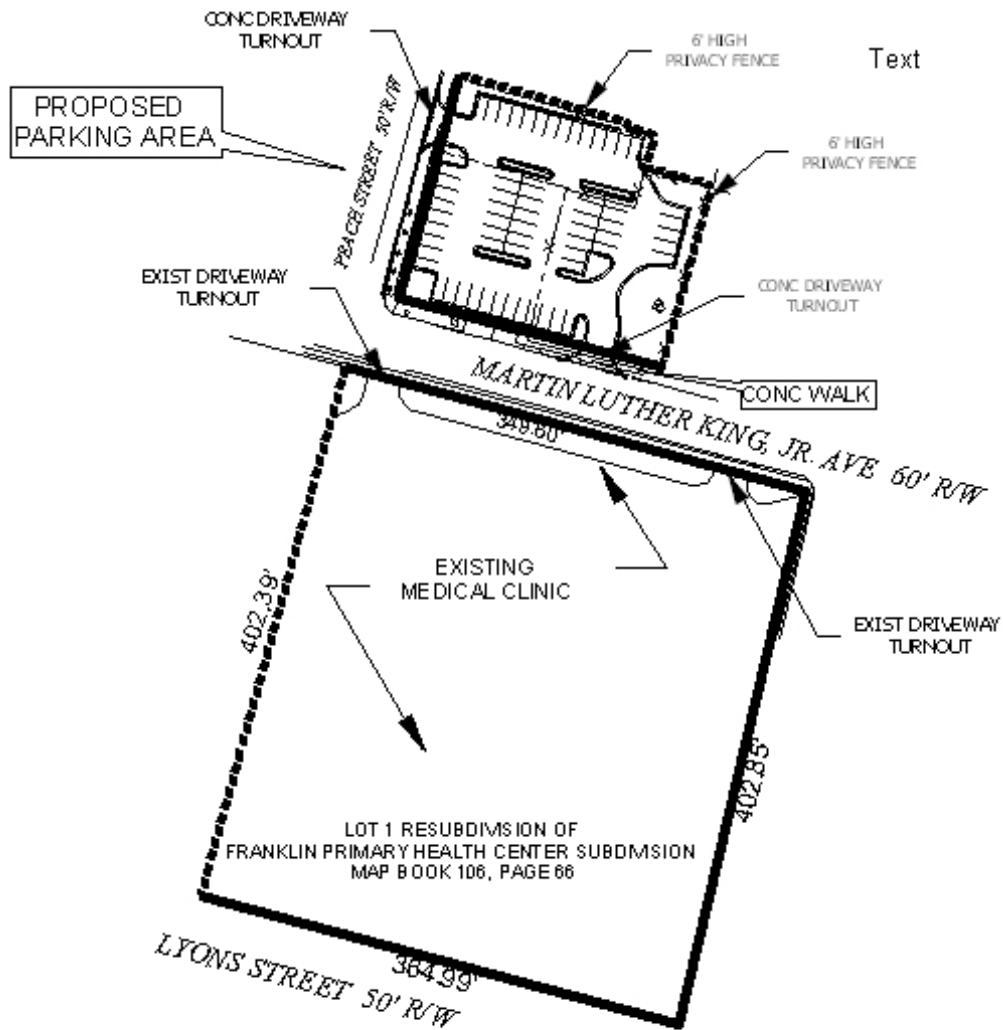 CONC DRIVEWAY
TURNOUT
6' HIGH
PRIVACY FENCE
Text
PROPOSED
PARKING AREA
PEACH STREET 50' R/W
6' HIGH
PRIVACY FENCE
EXIST DRIVEWAY
TURNOUT
CONC DRIVEWAY
TURNOUT
CONC WALK
MARTIN LUTHER KING, JR. AVE 60' R/W
349.60'
EXISTING
MEDICAL CLINIC
402.39'
EXIST DRIVEWAY
TURNOUT
402.85'
LOT 1 RESUBDIVISION OF
FRANKLIN PRIMARY HEALTH CENTER SUBDIVISION
MAP BOOK 106, PAGE 66
364.99'
LYONS STREET 50' R/W